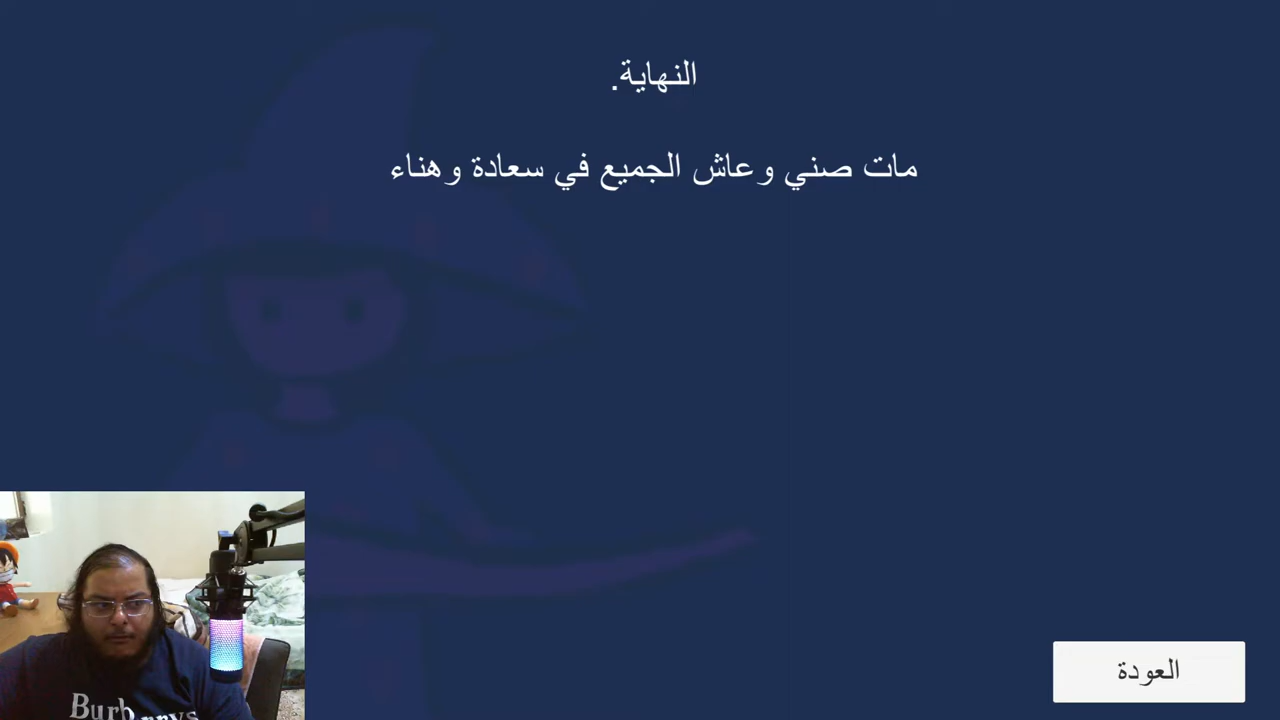 النهاية.
مات صني وعاش الجميع في سعادة وهناء
العودة